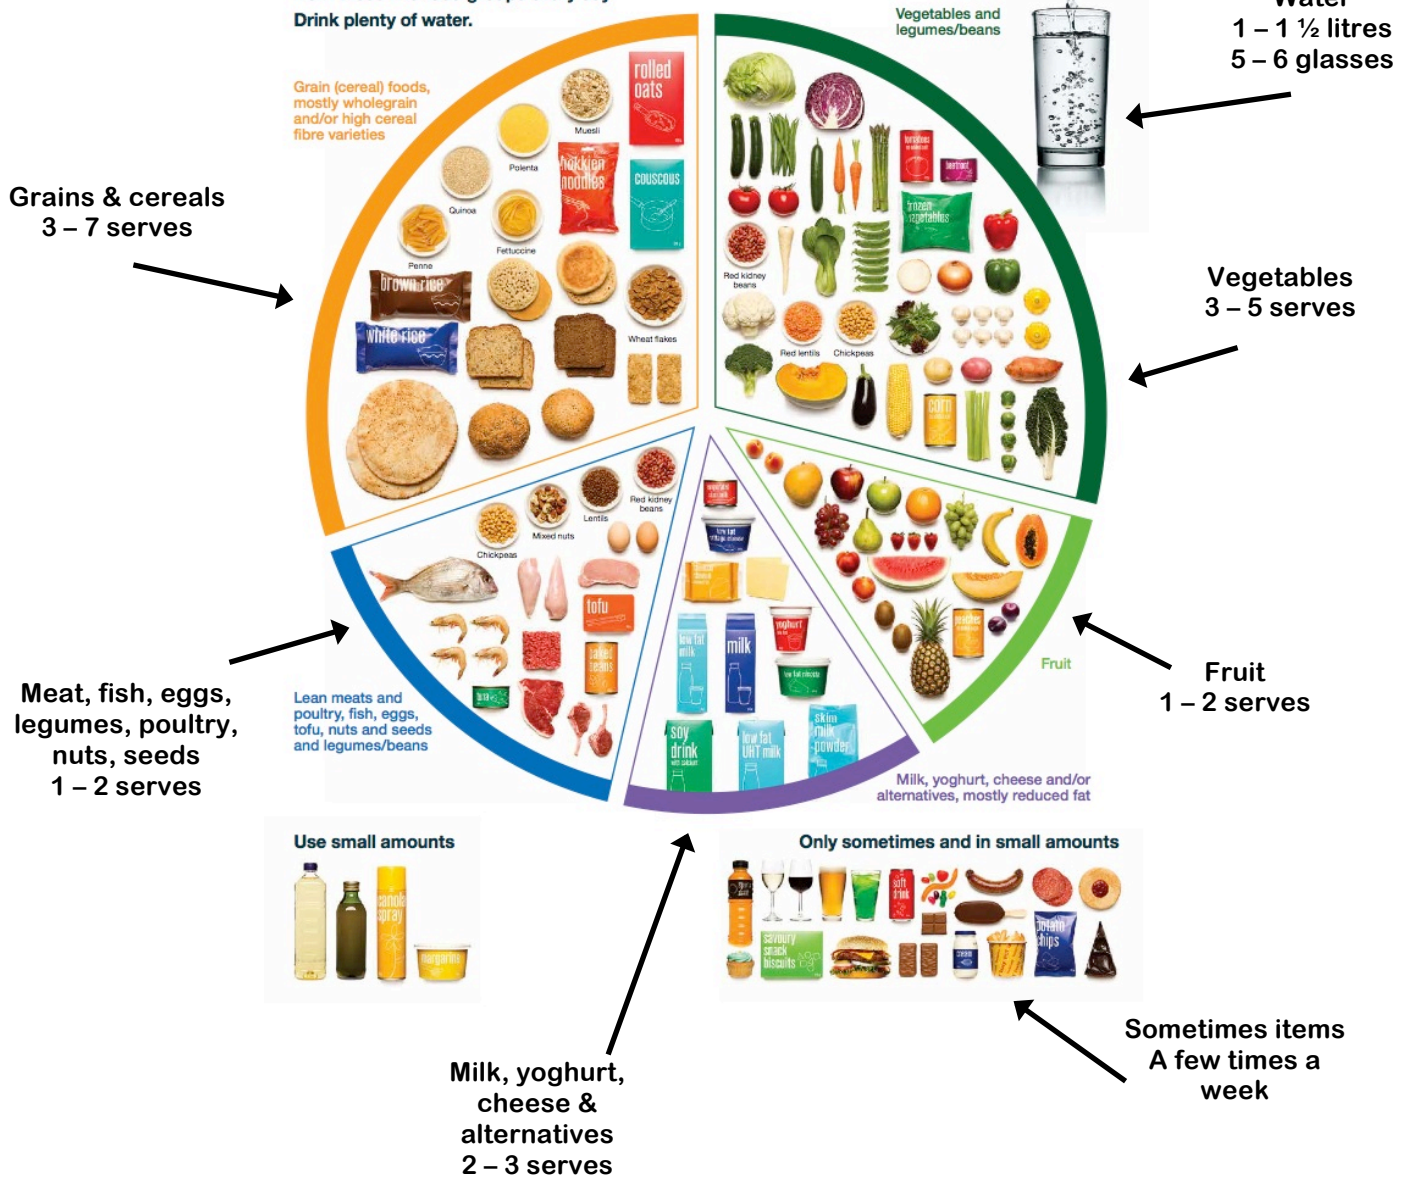 Drink plenty of water.
Vegetables and
legumes/beans
Water
1 – 1 ½ litres
5 – 6 glasses
Grain (cereal) foods,
mostly wholegrain
and/or high cereal
fibre varieties
Muesli
rolled
oats
Polenta
hokkien
noodles
couscous
Quinoa
Fettuccine
Penne
brown rice
white rice
Wheat flakes
Grains & cereals
3 – 7 serves
tomatoes
beetroot
frozen
vegetables
Red kidney
beans
Red lentils
Chickpeas
corn
Vegetables
3 – 5 serves
Red kidney
beans
Lentils
Mixed nuts
Chickpeas
tofu
baked
beans
tuna
Lean meats and
poultry, fish, eggs,
tofu, nuts and seeds
and legumes/beans
Meat, fish, eggs,
legumes, poultry,
nuts, seeds
1 – 2 serves
low fat
milk
milk
yoghurt
soy
drink
with calcium
low fat
UHT milk
skim
milk
powder
Milk, yoghurt, cheese and/or
alternatives, mostly reduced fat
peaches
Fruit
Fruit
1 – 2 serves
Use small amounts
canola
spray
margarine
Only sometimes and in small amounts
soft
drink
savoury
snack
biscuits
cream
potato
chips
Sometimes items
A few times a
week
Milk, yoghurt,
cheese &
alternatives
2 – 3 serves